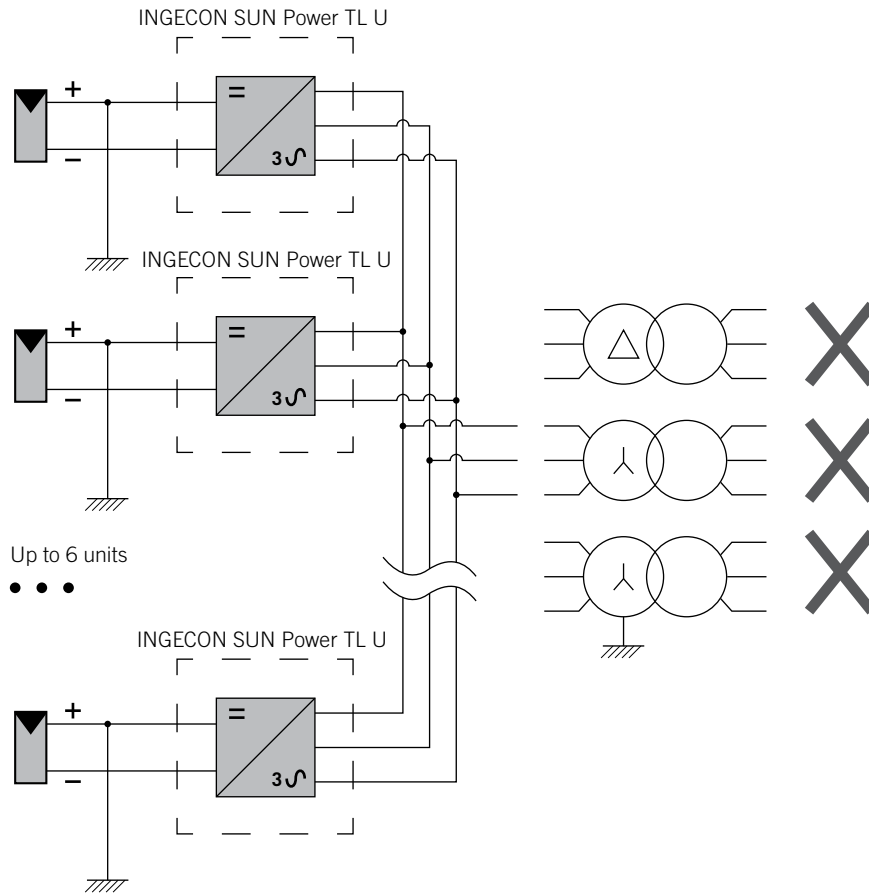 INGECON SUN Power TL U
+
=
3
−
INGECON SUN Power TL U
+
=
3
−
Up to 6 units
• • •
INGECON SUN Power TL U
+
=
3
−